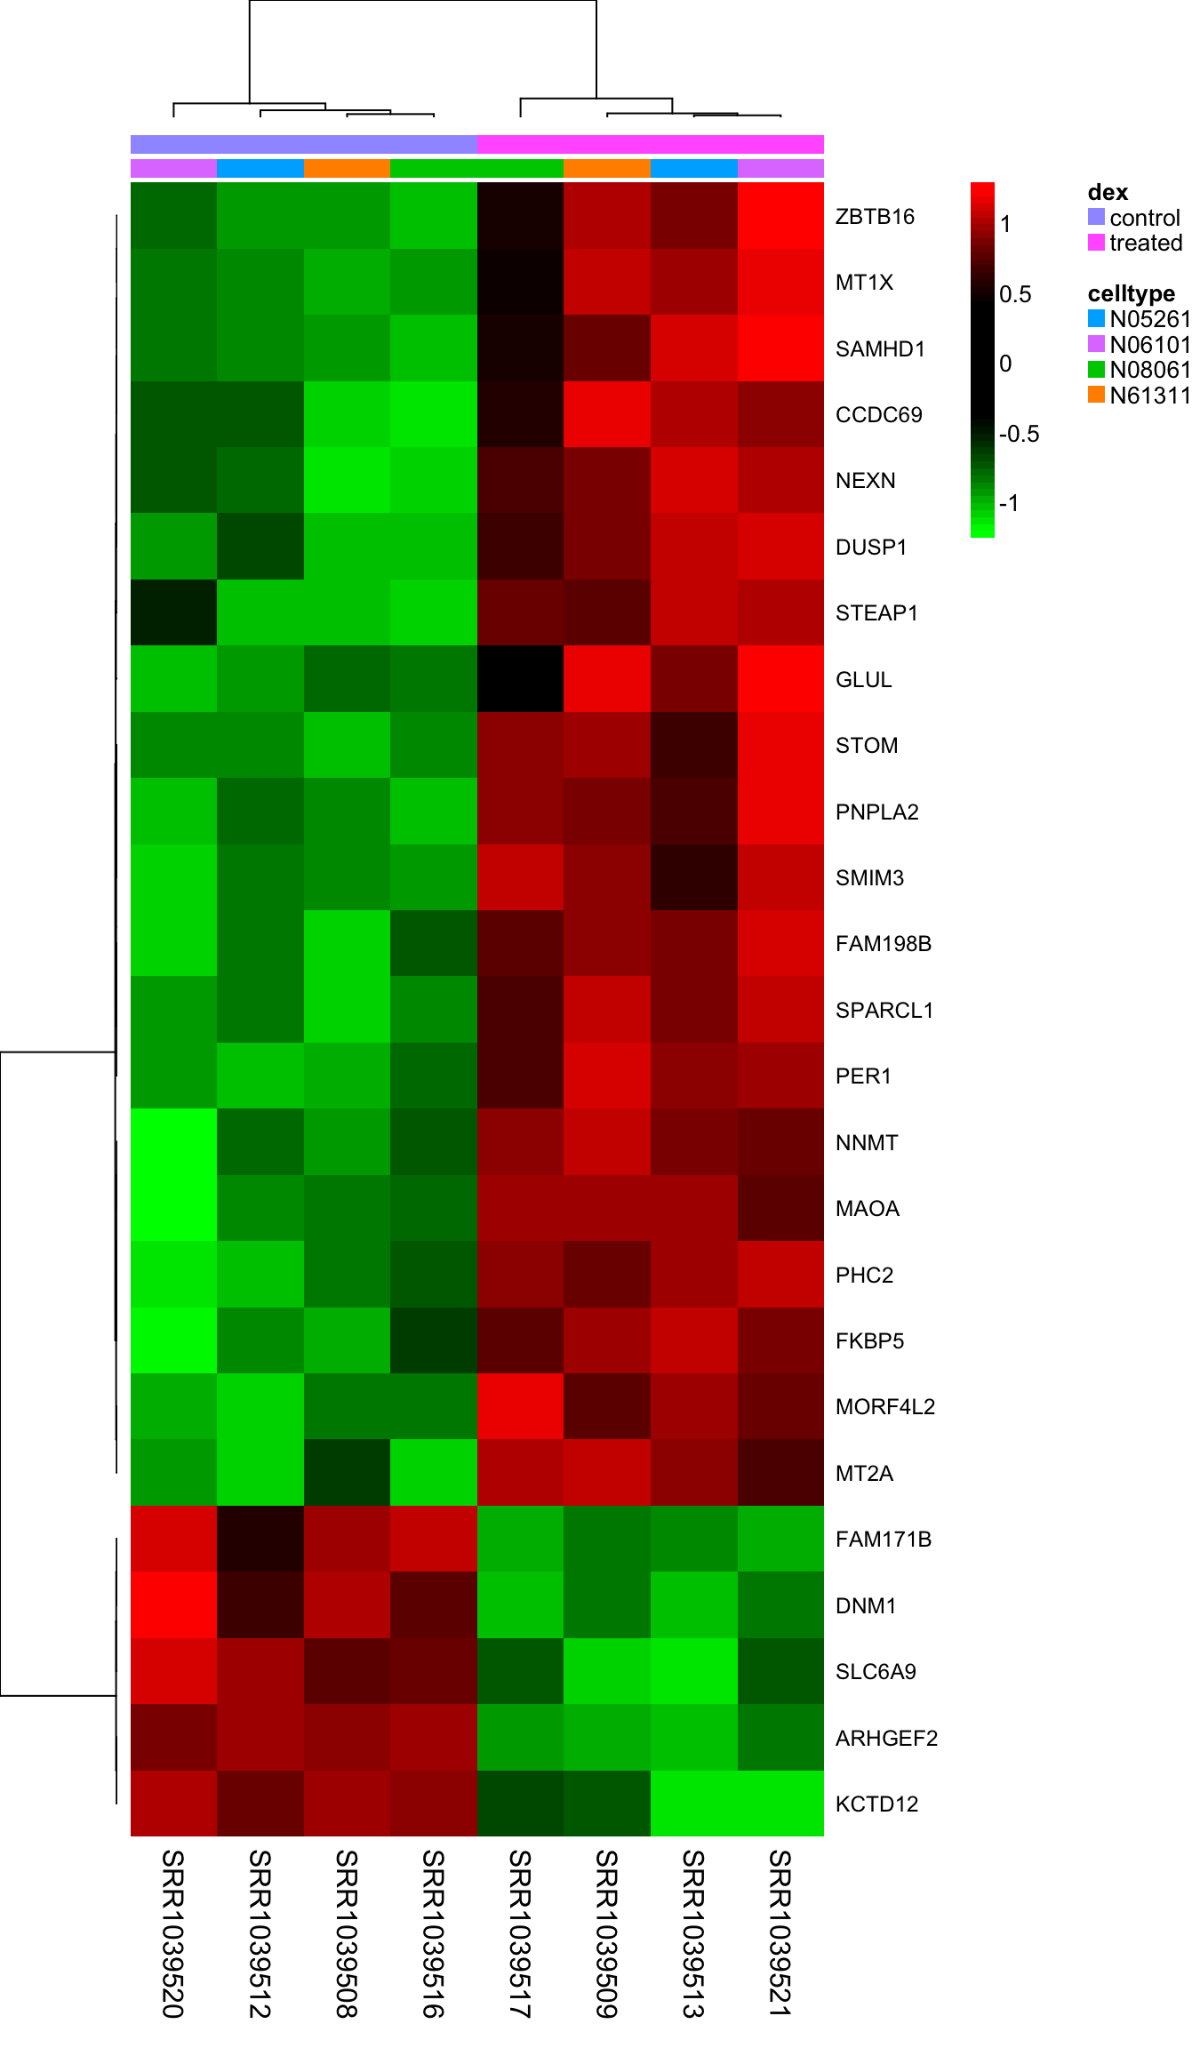 ZBTB16
MT1X
SAMHD1
CCDC69
NEXN
DUSP1
STEAP1
GLUL
STOM
PNPLA2
SMIM3
FAM198B
SPARCL1
PER1
NNMT
MAOA
PHC2
FKBP5
MORF4L2
MT2A
FAM171B
DNM1
SLC6A9
ARHGEF2
KCTD12
1
0.5
0
-0.5
-1
dex
control
treated
celltype
N05261
N06101
N08061
N61311
SRR1039520
SRR1039512
SRR1039508
SRR1039516
SRR1039517
SRR1039509
SRR1039513
SRR1039521